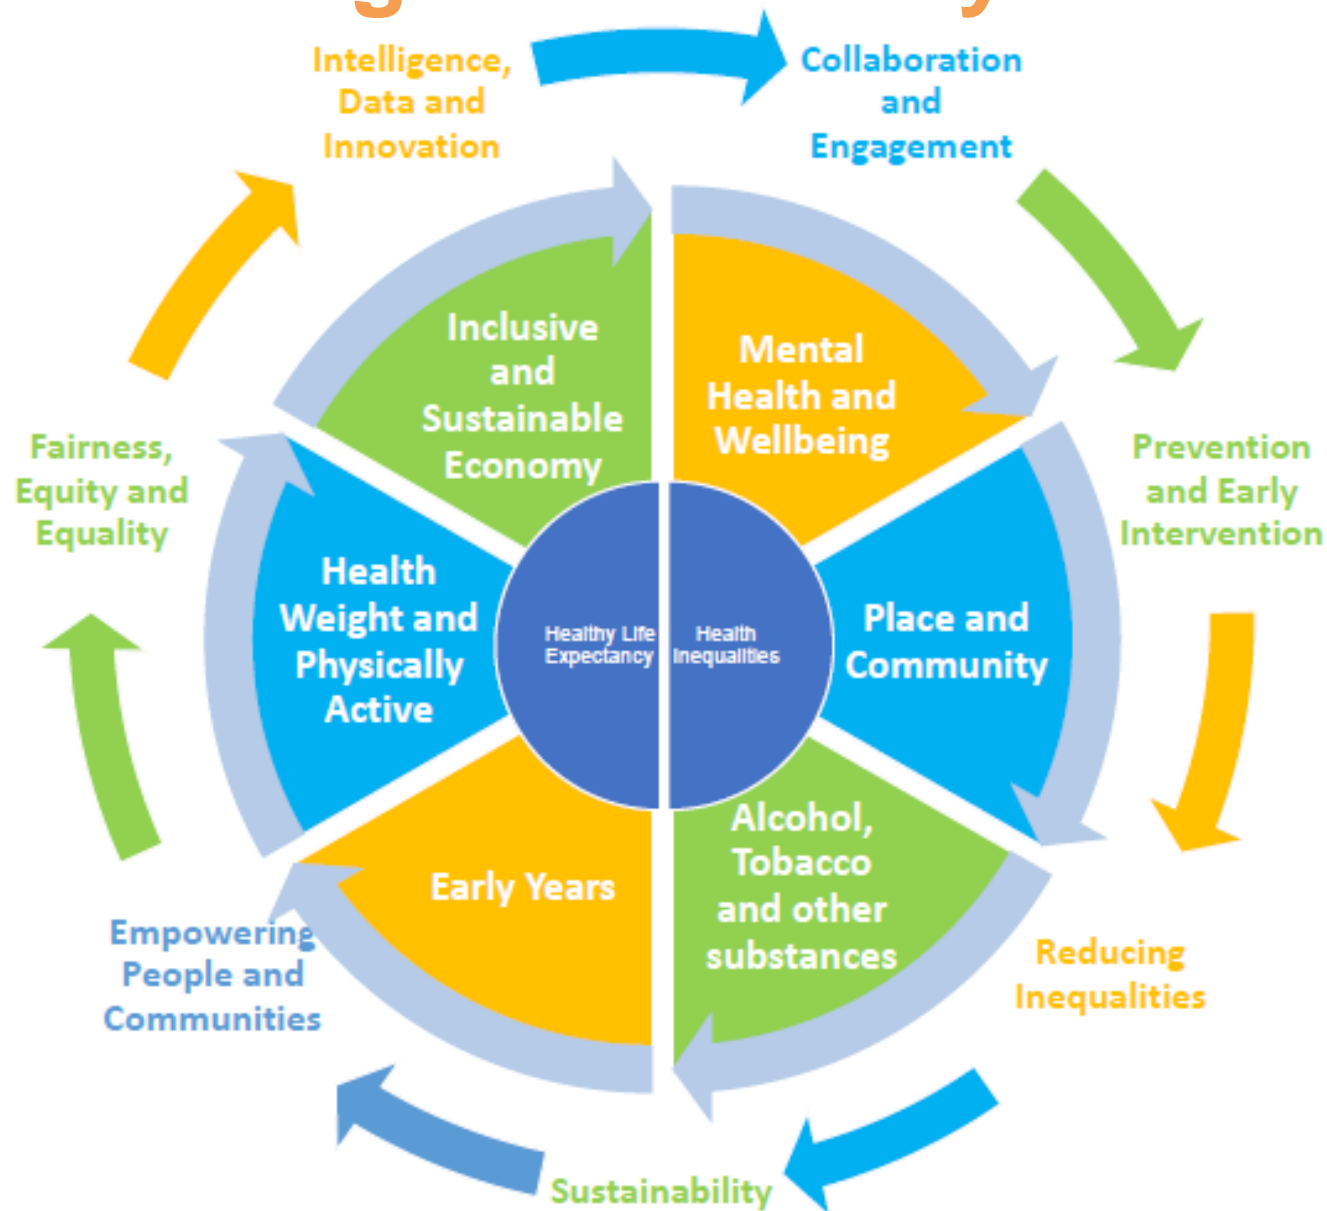 Intelligence,
Data and
Innovation
Collaboration
and
Engagement
Prevention
and Early
Intervention
Reducing
Inequalities
Sustainability
Empowering
People and
Communities
Fairness,
Equity and
Equality
Inclusive
and
Sustainable
Economy
Mental
Health and
Wellbeing
Place and
Community
Alcohol,
Tobacco
and other
substances
Early Years
Health
Weight and
Physically
Active
Healthy Life
Expectancy
Health
Inequalities